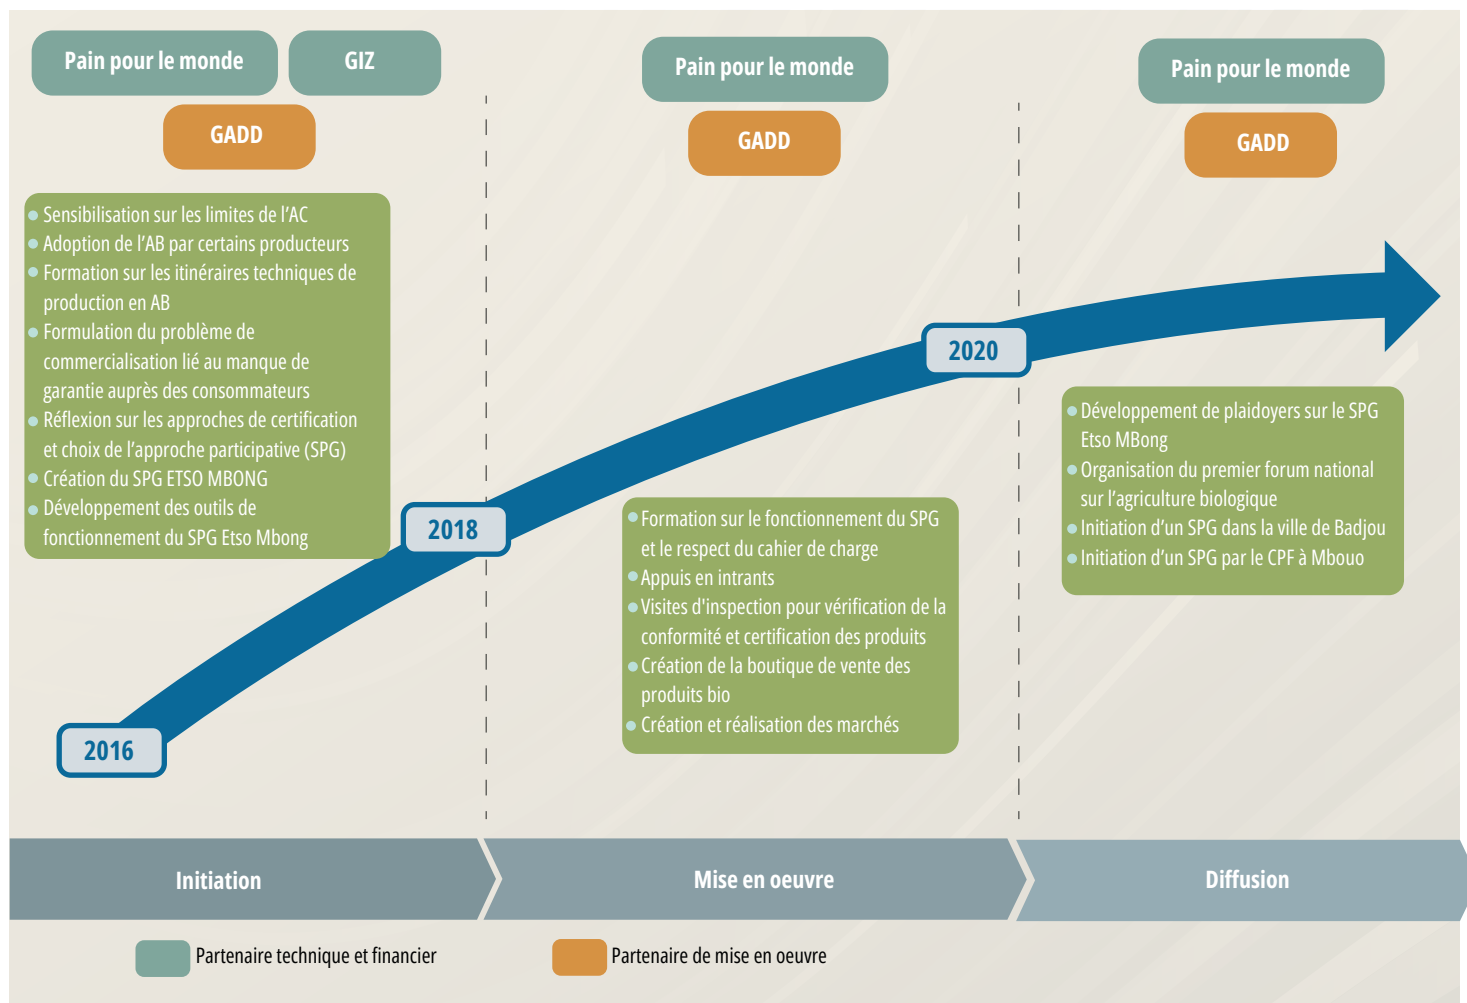 Pain pour le monde
GIZ
GADD
Sensibilisation sur les limites de l'AC
Adoption de l'AB par certains producteurs
Formation sur les itinéraires techniques de
production en AB
Formulation du problème de
commercialisation lié au manque de
garantie auprès des consommateurs
Réflexion sur les approches de certification
et choix de l'approche participative (SPG)
Création du SPG ETSO MBONG
Développement des outils de
fonctionnement du SPG Etso Mbong
2016
2018
Pain pour le monde
GADD
Formation sur le fonctionnement du SPG
et le respect du cahier de charge
Appuis en intrants
Visites d'inspection pour vérification de la
conformité et certification des produits
Création de la boutique de vente des
produits bio
Création et réalisation des marchés
2020
Pain pour le monde
GADD
Développement de plaidoyers sur le SPG
Etso MBong
Organisation du premier forum national
sur l'agriculture biologique
Initiation d'un SPG dans la ville de Badjou
Initiation d'un SPG par le CPF à Mbouo
Initiation
Mise en oeuvre
Diffusion
Partenaire technique et financier
Partenaire de mise en oeuvre